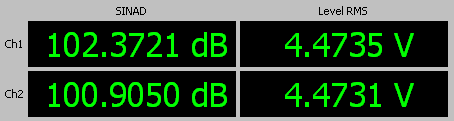 SINAD Level RMS
Ch1 102.3721 dB 4.4735 V
Ch2 100.9050 dB 4.4731 V